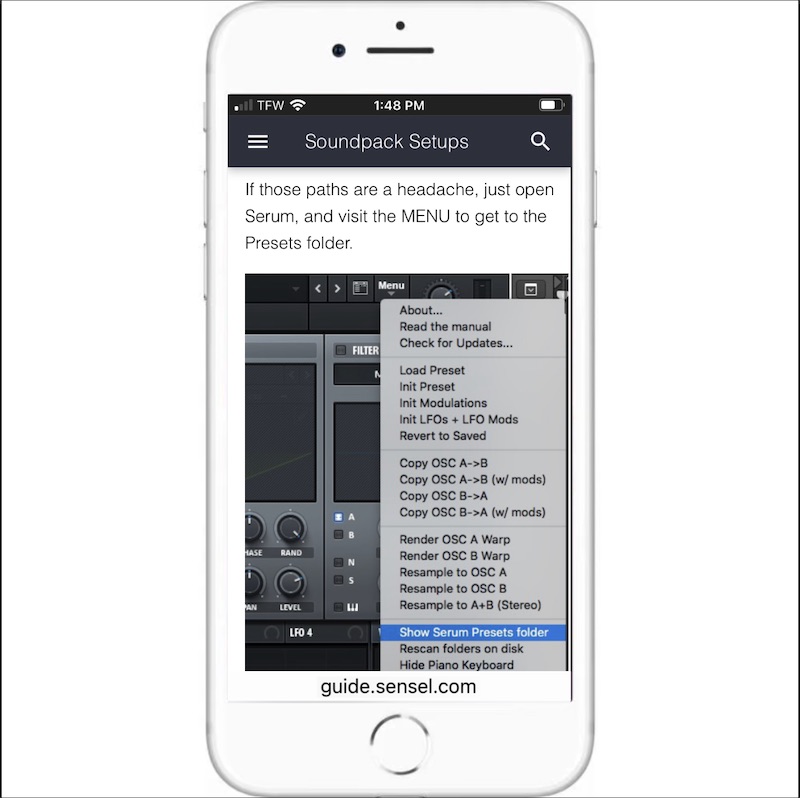 TFW
1:48 PM
Soundpack Setups
If those paths are a headache, just open
Serum, and visit the MENU to get to the
Presets folder.
Menu
About...
Read the manual
Check for Updates...
FILTER
Load Preset
Init Preset
Init Modulations
Init LFOs + LFO Mods
Revert to Saved
Copy OSC A->B
Copy OSC A->B (w/ mods)
Copy OSC B->A
Copy OSC B->A (w/ mods)
A
B
N
S
HASE RAND
PAN LEVEL
Render OSC A Warp
Render OSC B Warp
Resample to OSC A
Resample to OSC B
Resample to A+B (Stereo)
LFO 4
Show Serum Presets folder
Rescan folders on disk
Hide Piano Keyboard
guide.sensel.com